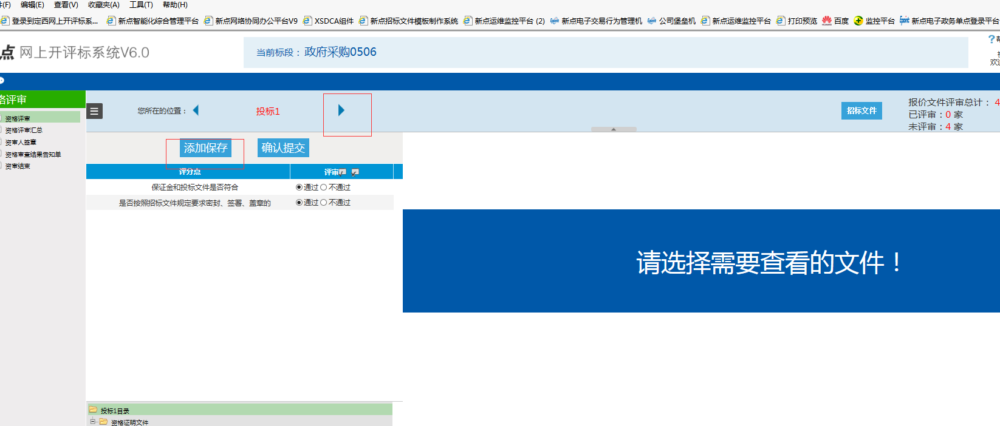 件(F) 编辑(E) 查看(V) 收藏夹(A) 工具(T) 帮助(H)
登录到定西网上开评标系... 新点智能化综合管理平台 新点网络协同办公平台V9 XSDCA组件 新点招标文件模板制作系统 新点运维监控平台 (2) 新点电子交易行为管理机 公司堡垒机 新点运维监控平台 打印预览 百度 监控平台 新点电子政务单点登录平台
点 网上开评标系统V6.0
当前标段： 政府采购0506
?帮
欢迎
格评审
资格评审
资格评审汇总
资审人签章
资格审查结果告知单
资审结束
您所在的位置：
投标1
招标文件
报价文件评审总计： 4
已评审：0 家
未评审：4 家
添加保存 确认提交
评分点 评审
保证金和投标文件是否符合 通过 不通过
是否按照招标文件规定要求密封、签署、盖章的 通过 不通过
请选择需要查看的文件！
投标1目录
资格证明文件